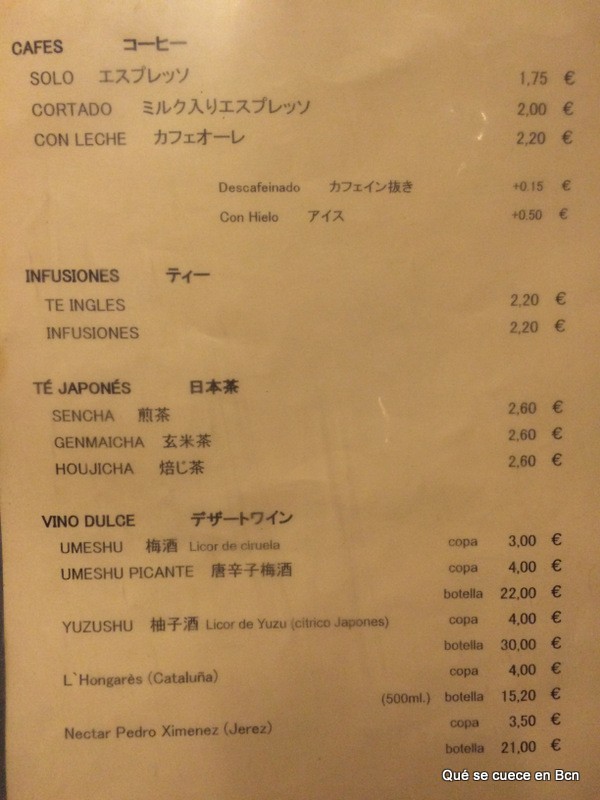 CAFES コーヒー
SOLO エスプレッソ 1,75 €
CORTADO ミルク入りエスプレッソ 2,00 €
CON LECHE カフェオーレ 2,20 €
Descafeinado カフェイン抜き +0.15 €
Con Hielo アイス +0.50 €
INFUSIONES ティー
TE INGLES 2,20 €
INFUSIONES 2,20 €
TÉ JAPONÉS 日本茶
SENCHA 煎茶 2,60 €
GENMAICHA 玄米茶 2,60 €
HOUJICHA 焙じ茶 2,60 €
VINO DULCE デザートワイン
UMESHU 梅酒 Licor de ciruela copa 3,00 €
UMESHU PICANTE 唐辛子梅酒 copa 4,00 €
botella 22,00 €
YUZUSHU 柚子酒 Licor de Yuzu (citrico Japones) copa 4,00 €
botella 30,00 €
L`Hongarès (Cataluña) copa 4,00 €
(500ml.) botella 15,20 €
Nectar Pedro Ximenez (Jerez) copa 3,50 €
botella 21,00 €
Qué se cuece en Bcn